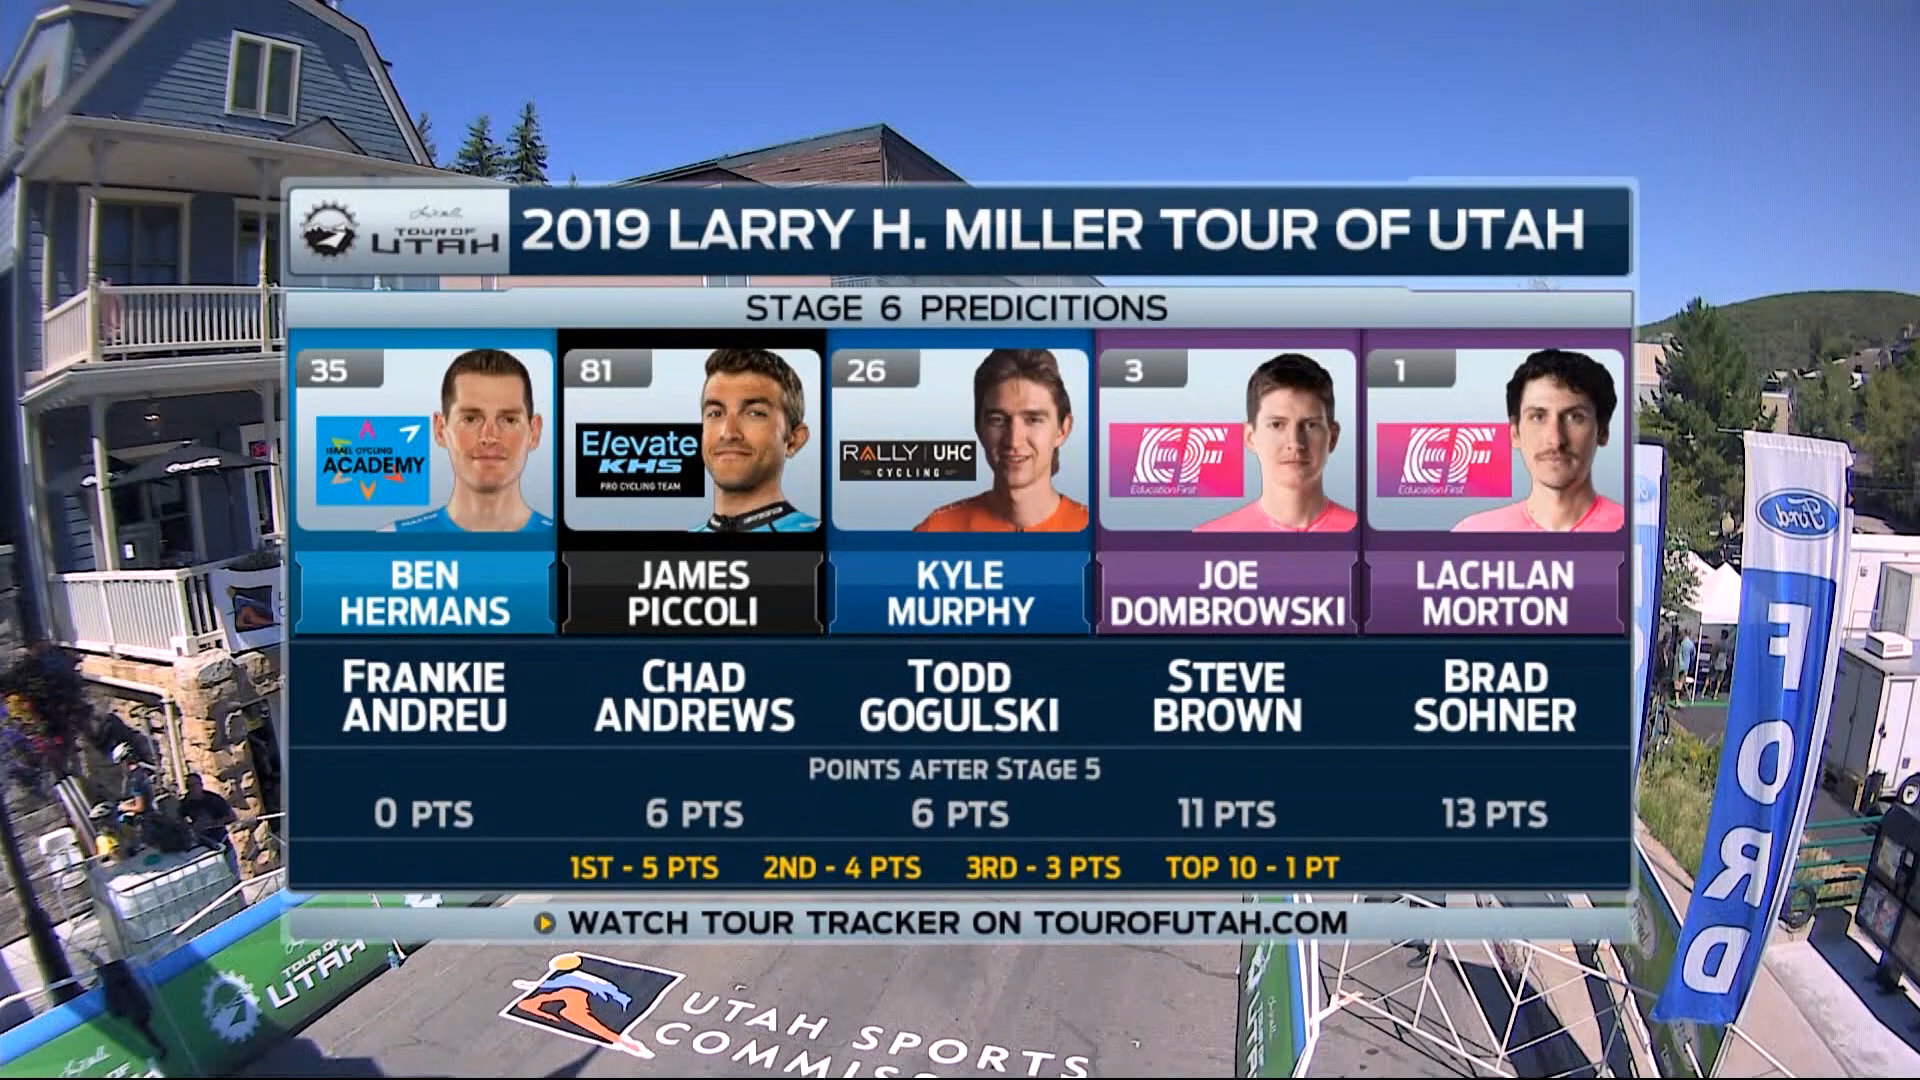 TOUR OF
UTAH
2019 LARRY H. MILLER TOUR OF UTAH
STAGE 6 PREDICITIONS
35
81
26
3
1
ISRAEL CYCLING
ACADEMY
Elevate
KHS
PRO CYCLING TEAM
RALLY | UHC
CYCLING
EF
Education First
EF
Education First
BEN
HERMANS
JAMES
PICCOLI
KYLE
MURPHY
JOE
DOMBROWSKI
LACHLAN
MORTON
FRANKIE
ANDREU
CHAD
ANDREWS
TODD
GOGULSKI
STEVE
BROWN
BRAD
SOHNER
POINTS AFTER STAGE 5
0 PTS
6 PTS
6 PTS
11 PTS
13 PTS
1ST - 5 PTS 2ND - 4 PTS 3RD - 3 PTS TOP 10 - 1 PT
WATCH TOUR TRACKER ON TOUROFUTAH.COM
Ford
FORD
TOUR OF
UTAH
UTAH SPORTS
COMMIS